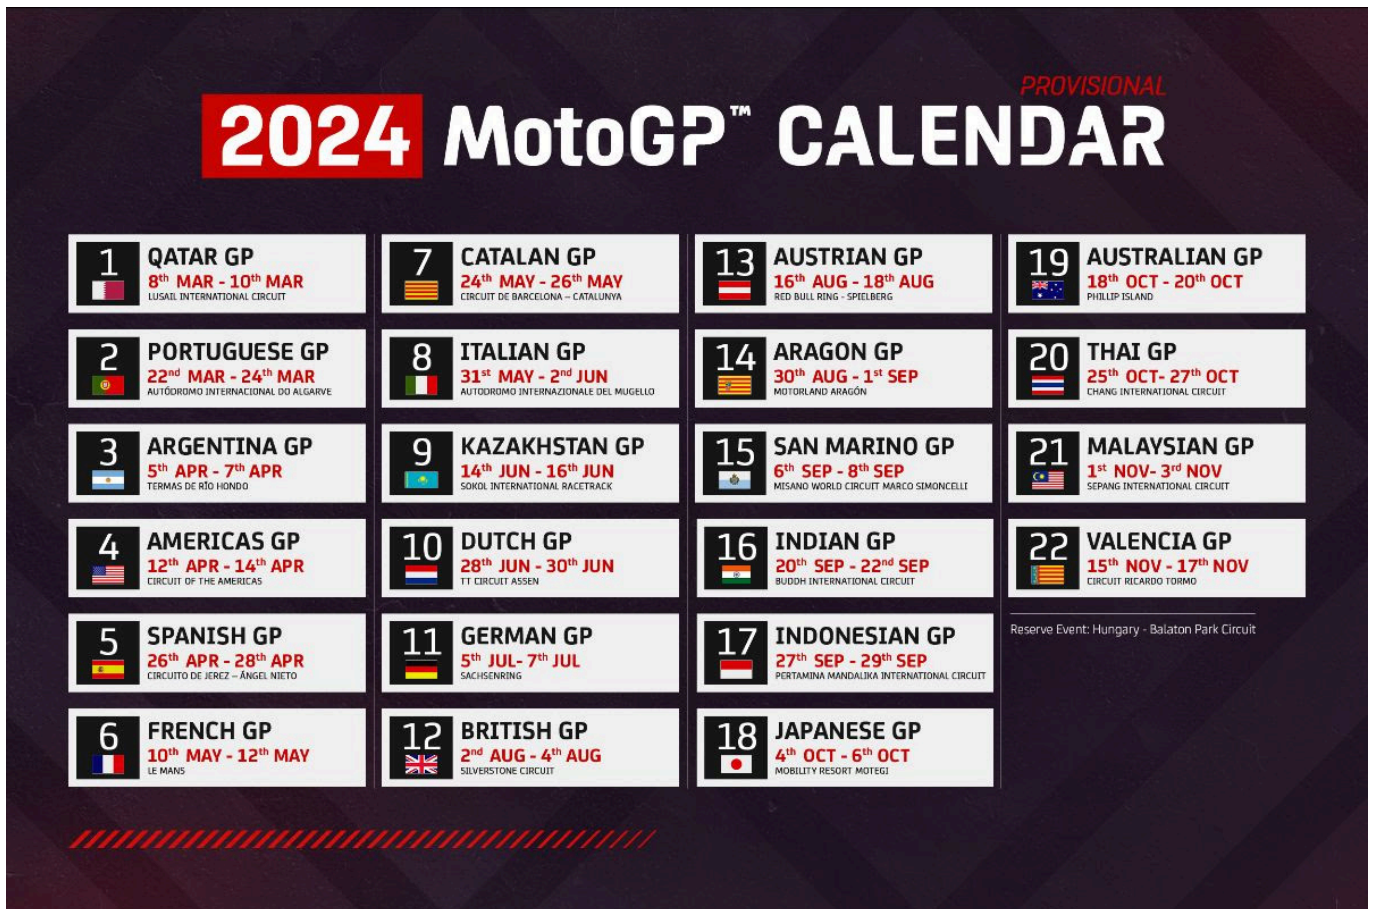 PROVISIONAL
2024 MotoGP™ CALENDAR
1 QATAR GP
8th MAR - 10th MAR
LUSAIL INTERNATIONAL CIRCUIT
2 PORTUGUESE GP
22nd MAR - 24th MAR
AUTÓDROMO INTERNACIONAL DO ALGARVE
3 ARGENTINA GP
5th APR - 7th APR
TERMAS DE RÍO HONDO
4 AMERICAS GP
12th APR - 14th APR
CIRCUIT OF THE AMERICAS
5 SPANISH GP
26th APR - 28th APR
CIRCUITO DE JEREZ – ÁNGEL NIETO
6 FRENCH GP
10th MAY - 12th MAY
LE MANS
7 CATALAN GP
24th MAY - 26th MAY
CIRCUIT DE BARCELONA – CATALUNYA
8 ITALIAN GP
31st MAY - 2nd JUN
AUTODROMO INTERNAZIONALE DEL MUGELLO
9 KAZAKHSTAN GP
14th JUN - 16th JUN
SOKOL INTERNATIONAL RACETRACK
10 DUTCH GP
28th JUN - 30th JUN
TT CIRCUIT ASSEN
11 GERMAN GP
5th JUL- 7th JUL
SACHSENRING
12 BRITISH GP
2nd AUG - 4th AUG
SILVERSTONE CIRCUIT
13 AUSTRIAN GP
16th AUG - 18th AUG
RED BULL RING - SPIELBERG
14 ARAGON GP
30th AUG - 1st SEP
MOTORLAND ARAGÓN
15 SAN MARINO GP
6th SEP - 8th SEP
MISANO WORLD CIRCUIT MARCO SIMONCELLI
16 INDIAN GP
20th SEP - 22nd SEP
BUDDH INTERNATIONAL CIRCUIT
17 INDONESIAN GP
27th SEP - 29th SEP
PERTAMINA MANDALIKA INTERNATIONAL CIRCUIT
18 JAPANESE GP
4th OCT - 6th OCT
MOBILITY RESORT MOTEGI
19 AUSTRALIAN GP
18th OCT - 20th OCT
PHILLIP ISLAND
20 THAI GP
25th OCT- 27th OCT
CHANG INTERNATIONAL CIRCUIT
21 MALAYSIAN GP
1st NOV- 3rd NOV
SEPANG INTERNATIONAL CIRCUIT
22 VALENCIA GP
15th NOV - 17th NOV
CIRCUIT RICARDO TORMO
Reserve Event: Hungary - Balaton Park Circuit